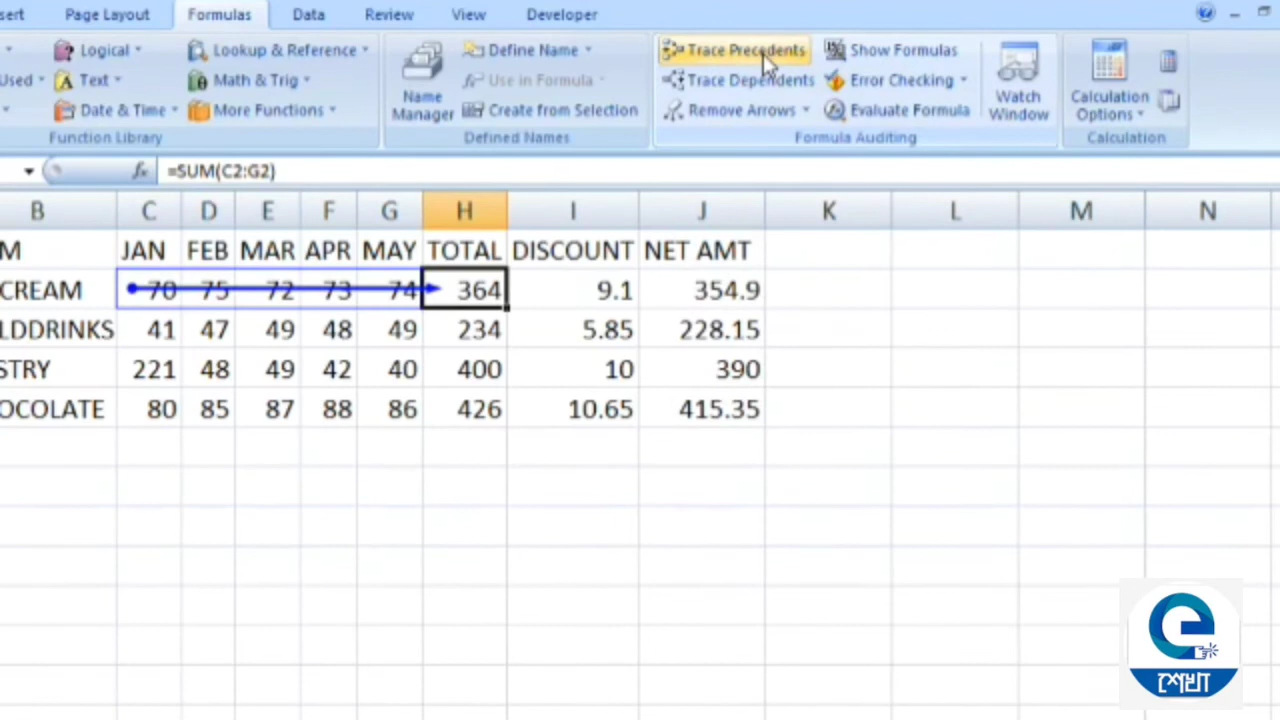 sert Page Layout Formulas Data Review View Developer
Logical Lookup & Reference Define Name Trace Precedents Show Formulas
Used Text Math & Trig Use in Formula Trace Dependents Error Checking
Date & Time More Functions Name Manager Create from Selection Remove Arrows Evaluate Formula Watch Window Calculation Options
Function Library Defined Names Formula Auditing Calculation
fx =SUM(C2:G2)
B C D E F G H I J K L M N
M JAN FEB MAR APR MAY TOTAL DISCOUNT NET AMT
CREAM 70 75 72 73 74 364 9.1 354.9
LDDRINKS 41 47 49 48 49 234 5.85 228.15
STRY 221 48 49 42 40 400 10 390
OCOLATE 80 85 87 88 86 426 10.65 415.35
e
শেখা